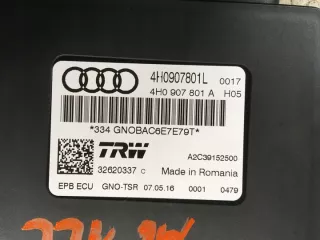 4H0907801L 0017
4H0 907 801 A H05
*334 GNOBAC6E7E79T*
TRW A2C39152500
32620337 C Made in Romania
EPB ECU GNO-TSR 07.05.16 0001 0479